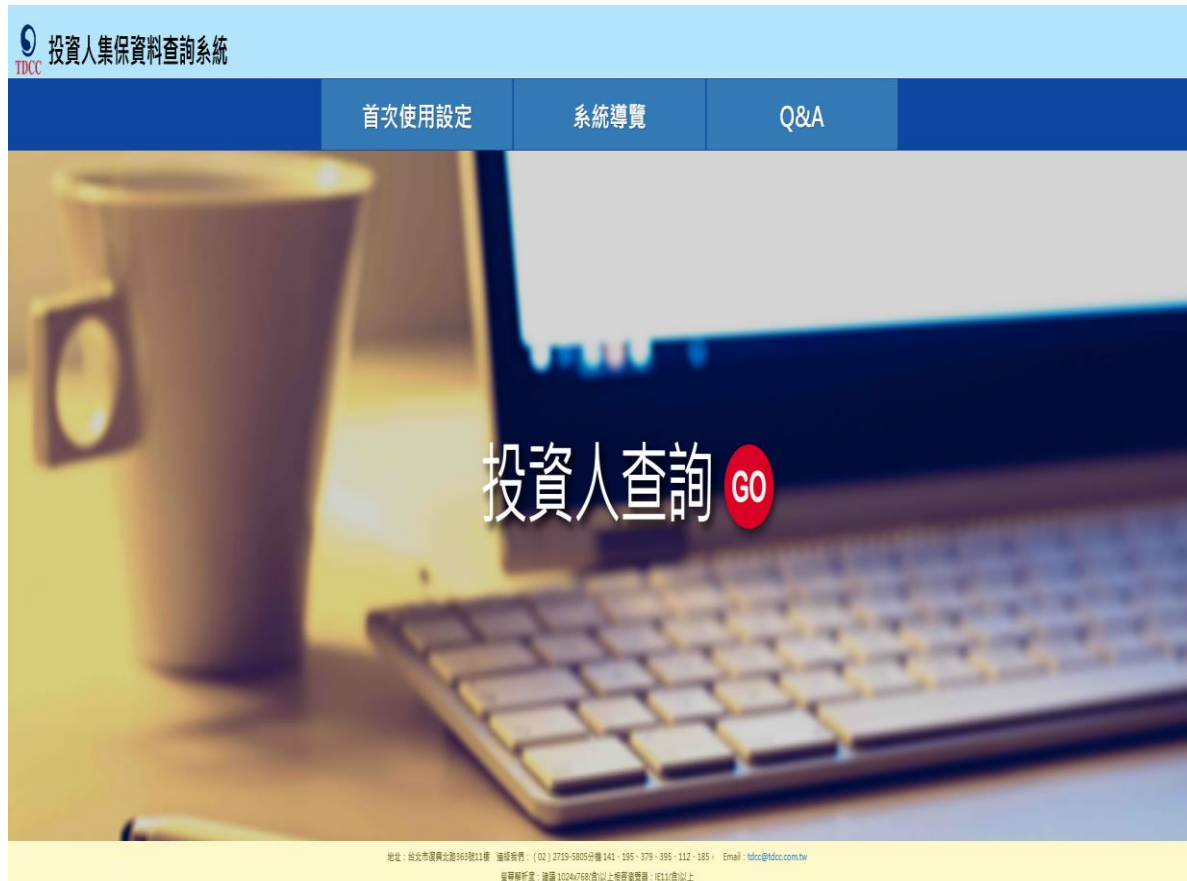 TDCC
投資人集保資料查詢系統
首次使用設定
系統導覽
Q&A
投資人查詢 GO
地址：台北市復興北路363號11樓 連絡我們：( 02 ) 2719-5805分機 141、195、379、395、112、185， Email : tdcc@tdcc.com.tw
螢幕解析度：建議 1024x768(含)以上相容瀏覽器：IE11(含)以上